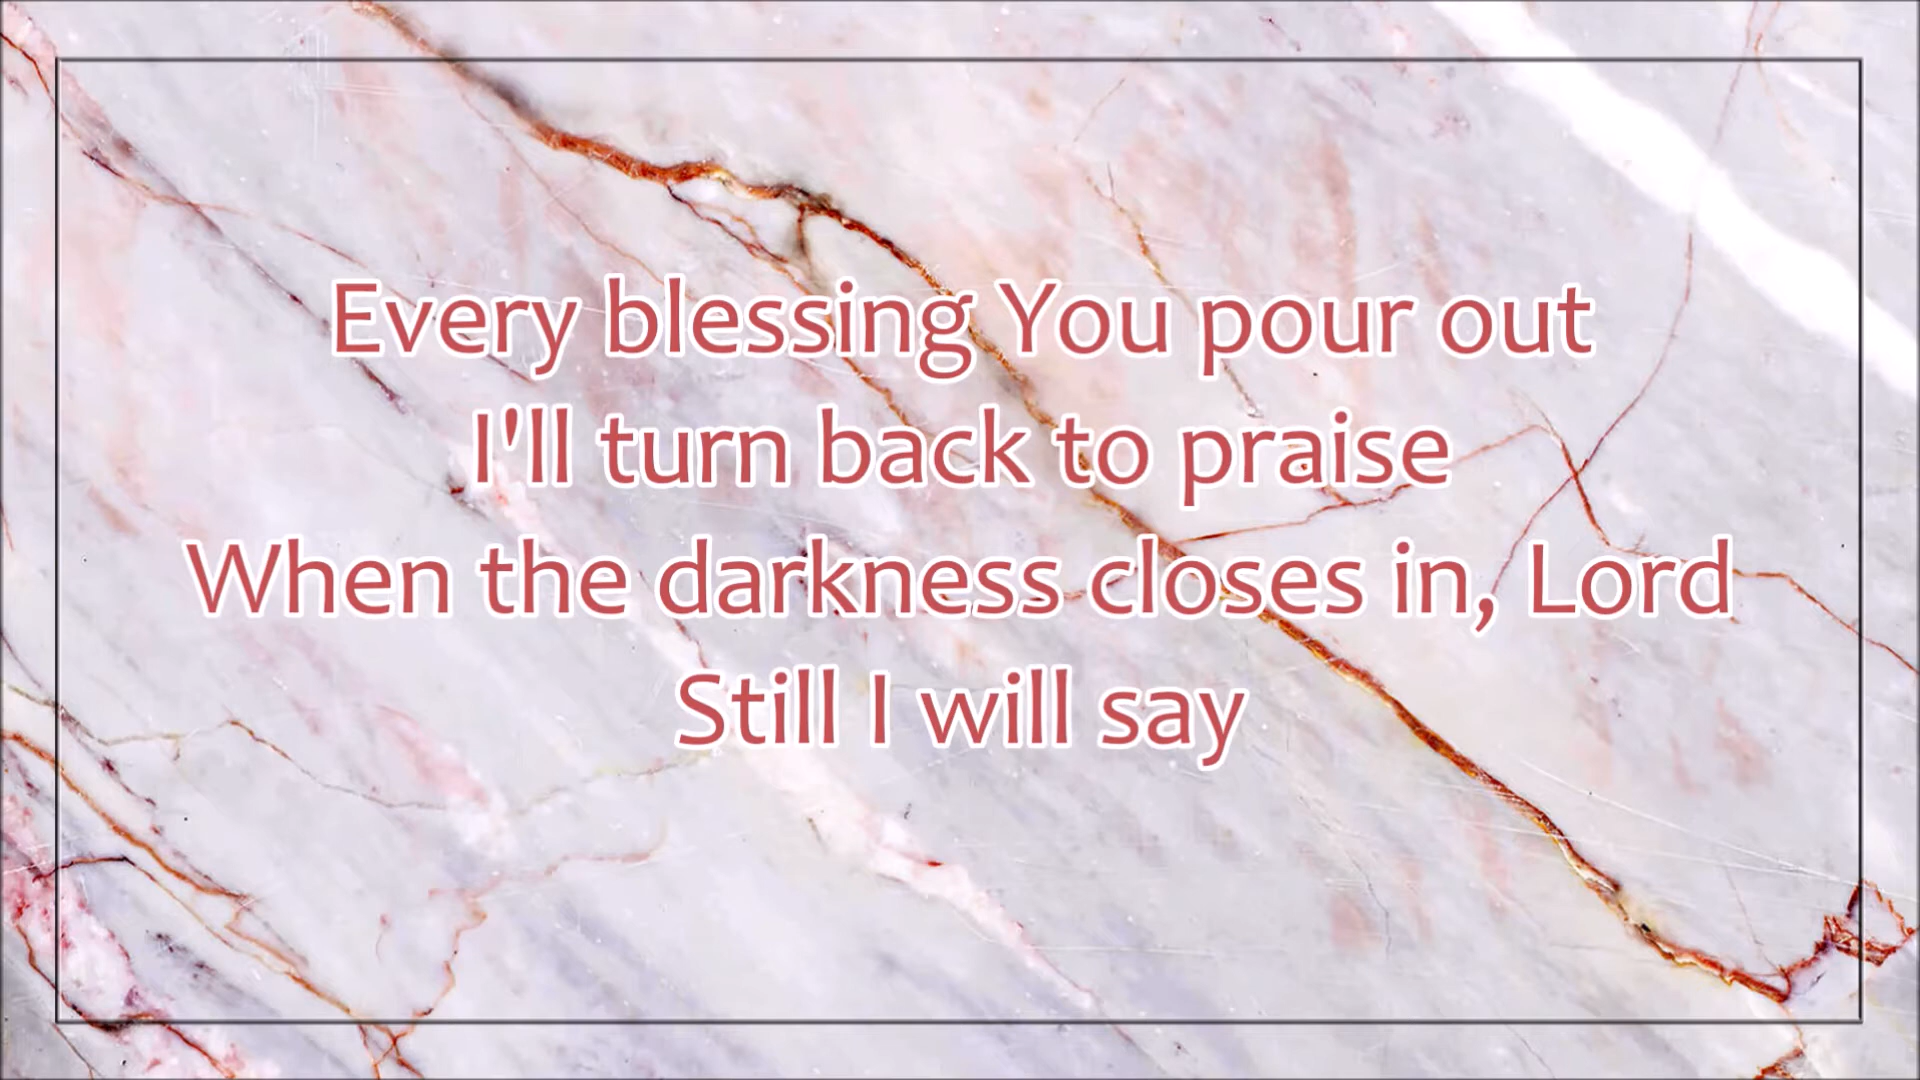 Every blessing You pour out
I'll turn back to praise
When the darkness closes in, Lord
Still I will say